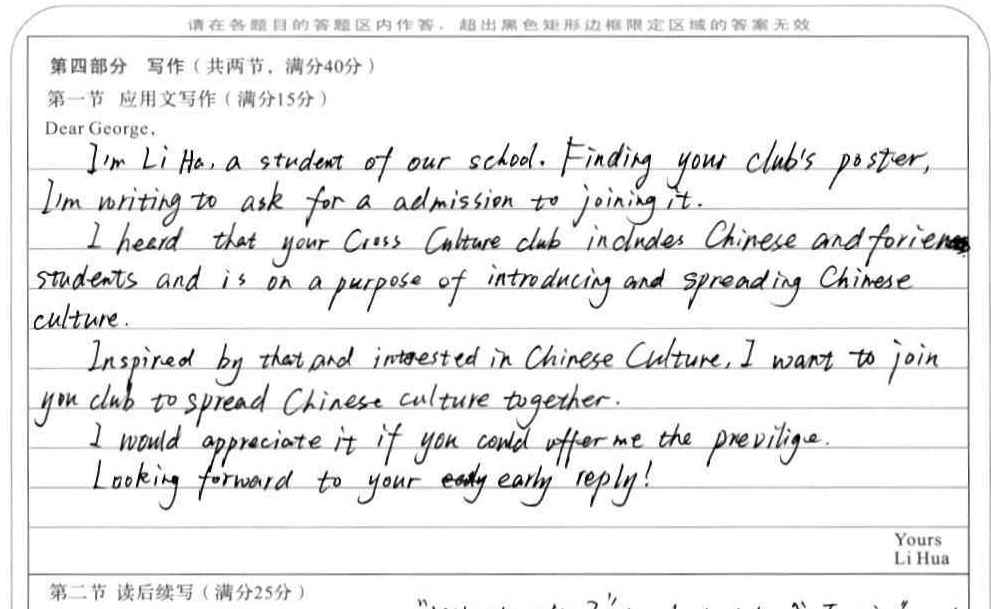 请在各题目的答题区内作答，超出黑色矩形边框限定区域的答案无效
第四部分 写作（共两节，满分40分）
第一节 应用文写作（满分15分）
Dear George,
I'm Li Ha, a student of our school. Finding your club's poster,
I'm writing to ask for a admission to joining it.
I heard that your Cross Culture club includes Chinese and forien
students and is on a purpose of introducing and spreading Chinese
culture.
Inspired by that and interested in Chinese Culture, I want to join
you club to spread Chinese culture together.
I would appreciate it if you could offer me the previlige.
Looking forward to your early reply!
Yours
Li Hua
第二节 读后续写（满分25分）